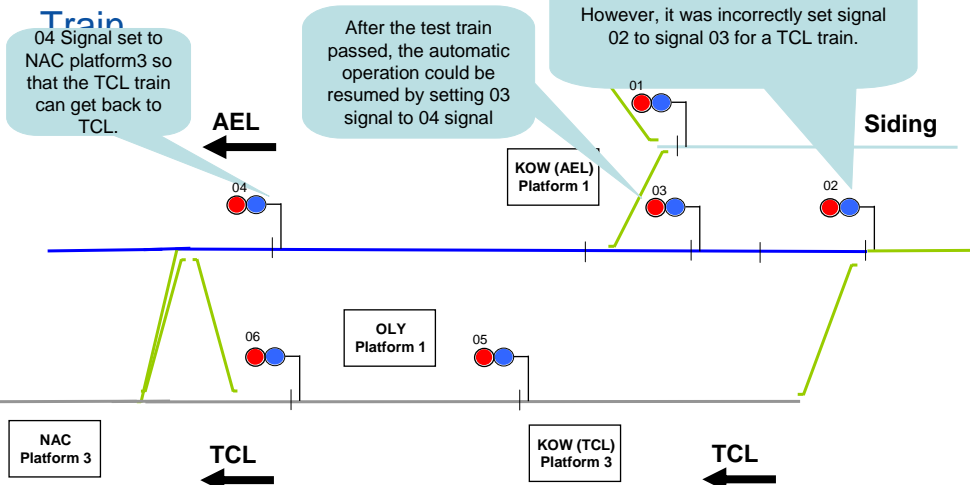 Train
04 Signal set to
NAC platform3 so
that the TCL train
can get back to
TCL.
After the test train
passed, the automatic
operation could be
resumed by setting 03
signal to 04 signal
However, it was incorrectly set signal
02 to signal 03 for a TCL train.
01
AEL
Siding
KOW (AEL)
Platform 1
04
03
02
OLY
Platform 1
06
05
NAC
Platform 3
TCL
KOW (TCL)
Platform 3
TCL